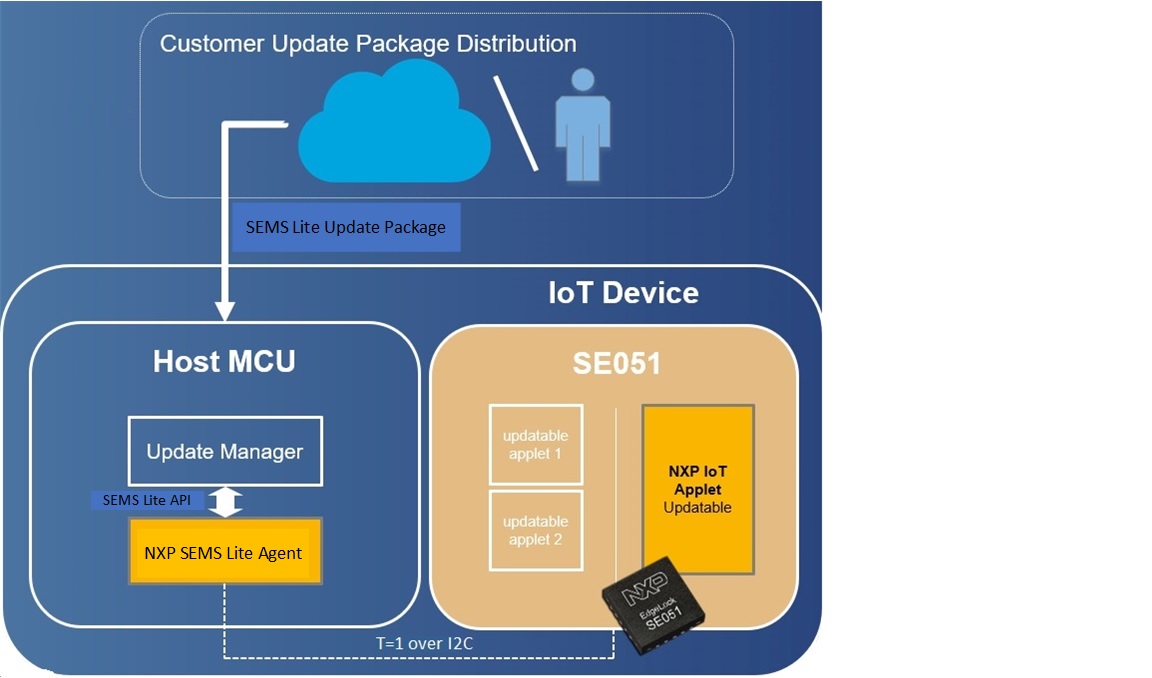 Customer Update Package Distribution
SEMS Lite Update Package
IoT Device
Host MCU
Update Manager
SEMS Lite API
NXP SEMS Lite Agent
SE051
updatable
applet 1
updatable
applet 2
NXP IoT
Applet
Updatable
NXP
EdgeLock
SE051
T=1 over I2C